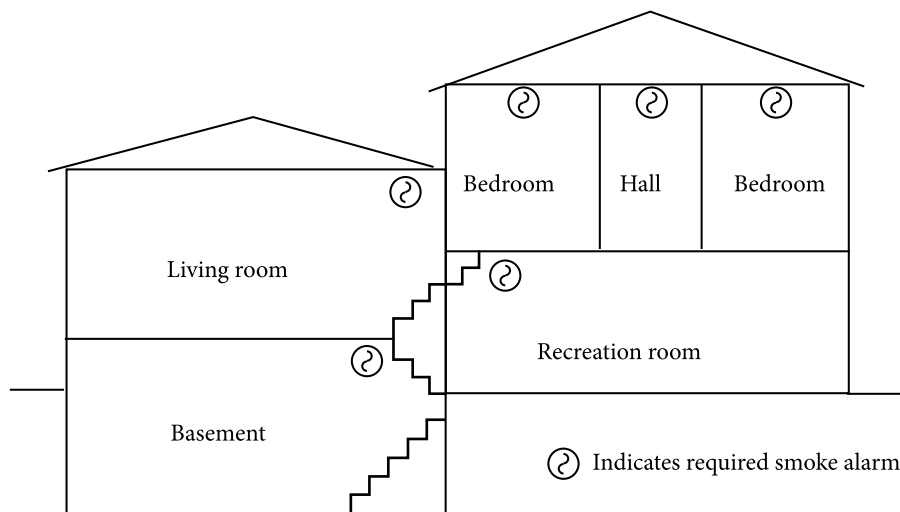 Bedroom
Hall
Bedroom
Living room
Recreation room
Basement
Indicates required smoke alarm